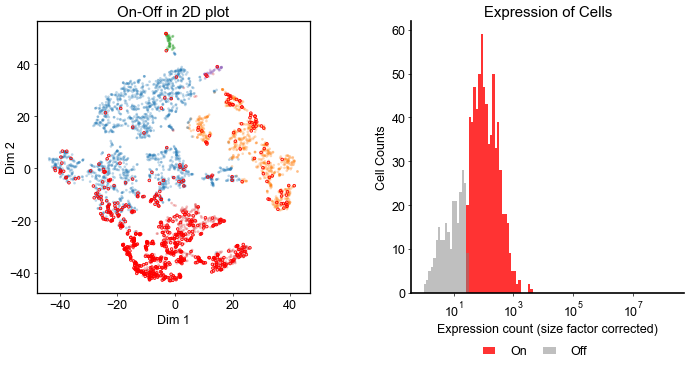 On-Off in 2D plot
Dim 2
40
20
0
−20
−40
−40 −20 0 20 40
Dim 1
Expression of Cells
Cell Counts
60
50
40
30
20
10
0
10^1 10^3 10^5 10^7
Expression count (size factor corrected)
On Off